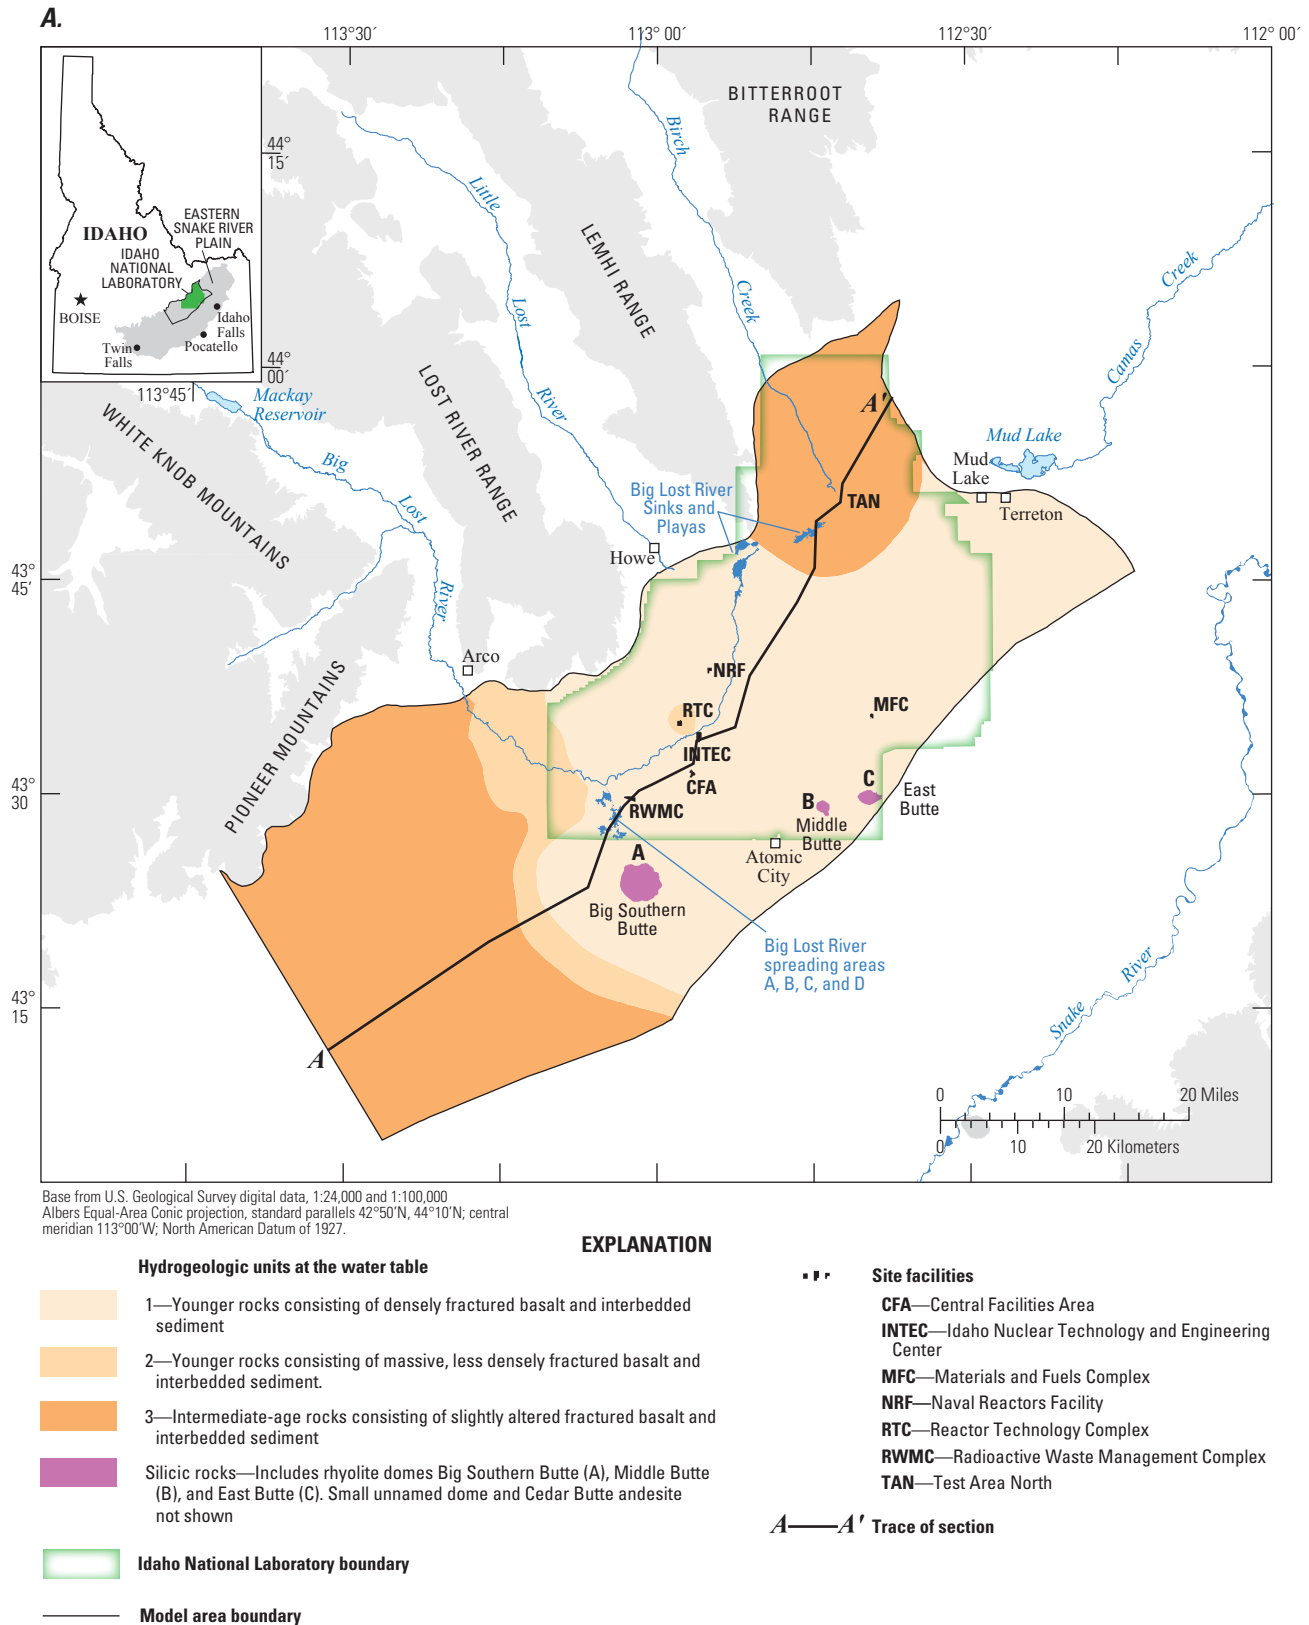 A.
113°30′
113°00′
112°30′
112°00′
BITTERROOT
RANGE
Birch
Creek
44°
15′
Little
Lost
River
LEMHI RANGE
EASTERN
SNAKE RIVER
PLAIN
IDAHO
IDAHO
NATIONAL
LABORATORY
BOISE
Idaho
Falls
Twin
Falls
Pocatello
Creek
Camas
44°
00′
113°45′
Mackay
Reservoir
LOST RIVER RANGE
WHITE KNOB MOUNTAINS
A′
Mud Lake
Mud
Lake
Terreton
Big
Lost
River
Big Lost River
Sinks and
Playas
TAN
Howe
43°
45′
Arco
NRF
RTC
MFC
INTEC
CFA
PIONEER MOUNTAINS
43°
30
RWMC
C
East
Butte
B
Middle
Butte
A
Atomic
City
Big Southern
Butte
Big Lost River
spreading areas
A, B, C, and D
43°
15
Snake
River
A
0
10
20 Miles
0
10
20 Kilometers
Base from U.S. Geological Survey digital data, 1:24,000 and 1:100,000
Albers Equal-Area Conic projection, standard parallels 42°50'N, 44°10'N; central
meridian 113°00'W; North American Datum of 1927.
EXPLANATION
Hydrogeologic units at the water table
1—Younger rocks consisting of densely fractured basalt and interbedded
sediment
2—Younger rocks consisting of massive, less densely fractured basalt and
interbedded sediment.
3—Intermediate-age rocks consisting of slightly altered fractured basalt and
interbedded sediment
Silicic rocks—Includes rhyolite domes Big Southern Butte (A), Middle Butte
(B), and East Butte (C). Small unnamed dome and Cedar Butte andesite
not shown
Idaho National Laboratory boundary
Model area boundary
Site facilities
CFA—Central Facilities Area
INTEC—Idaho Nuclear Technology and Engineering
Center
MFC—Materials and Fuels Complex
NRF—Naval Reactors Facility
RTC—Reactor Technology Complex
RWMC—Radioactive Waste Management Complex
TAN—Test Area North
A—A′ Trace of section